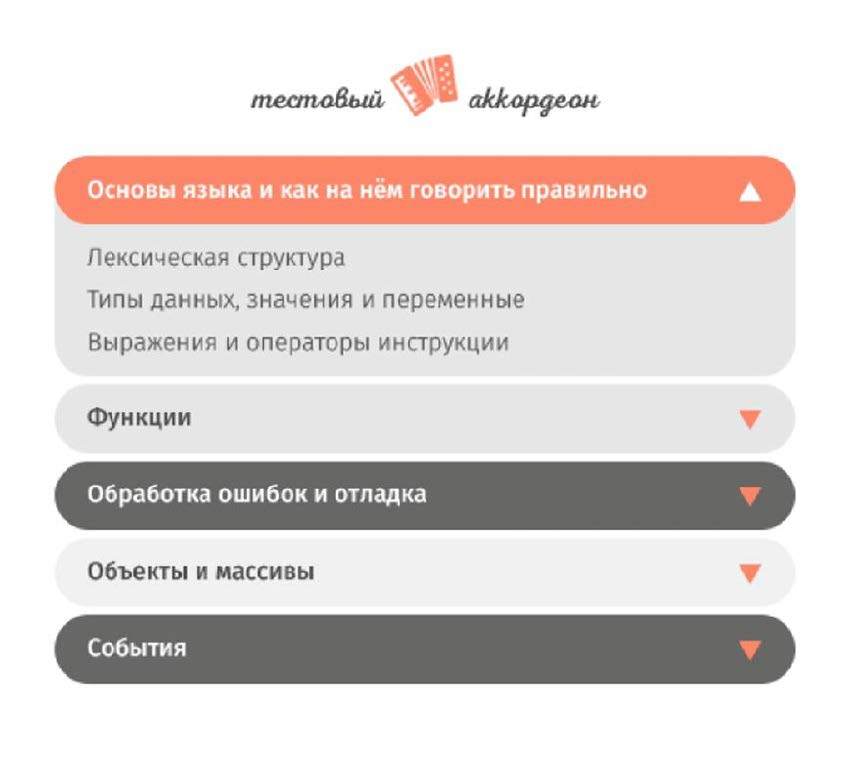 тестовый аккордеон
Основы языка и как на нём говорить правильно
Лексическая структура
Типы данных, значения и переменные
Выражения и операторы инструкции
Функции
Обработка ошибок и отладка
Объекты и массивы
События